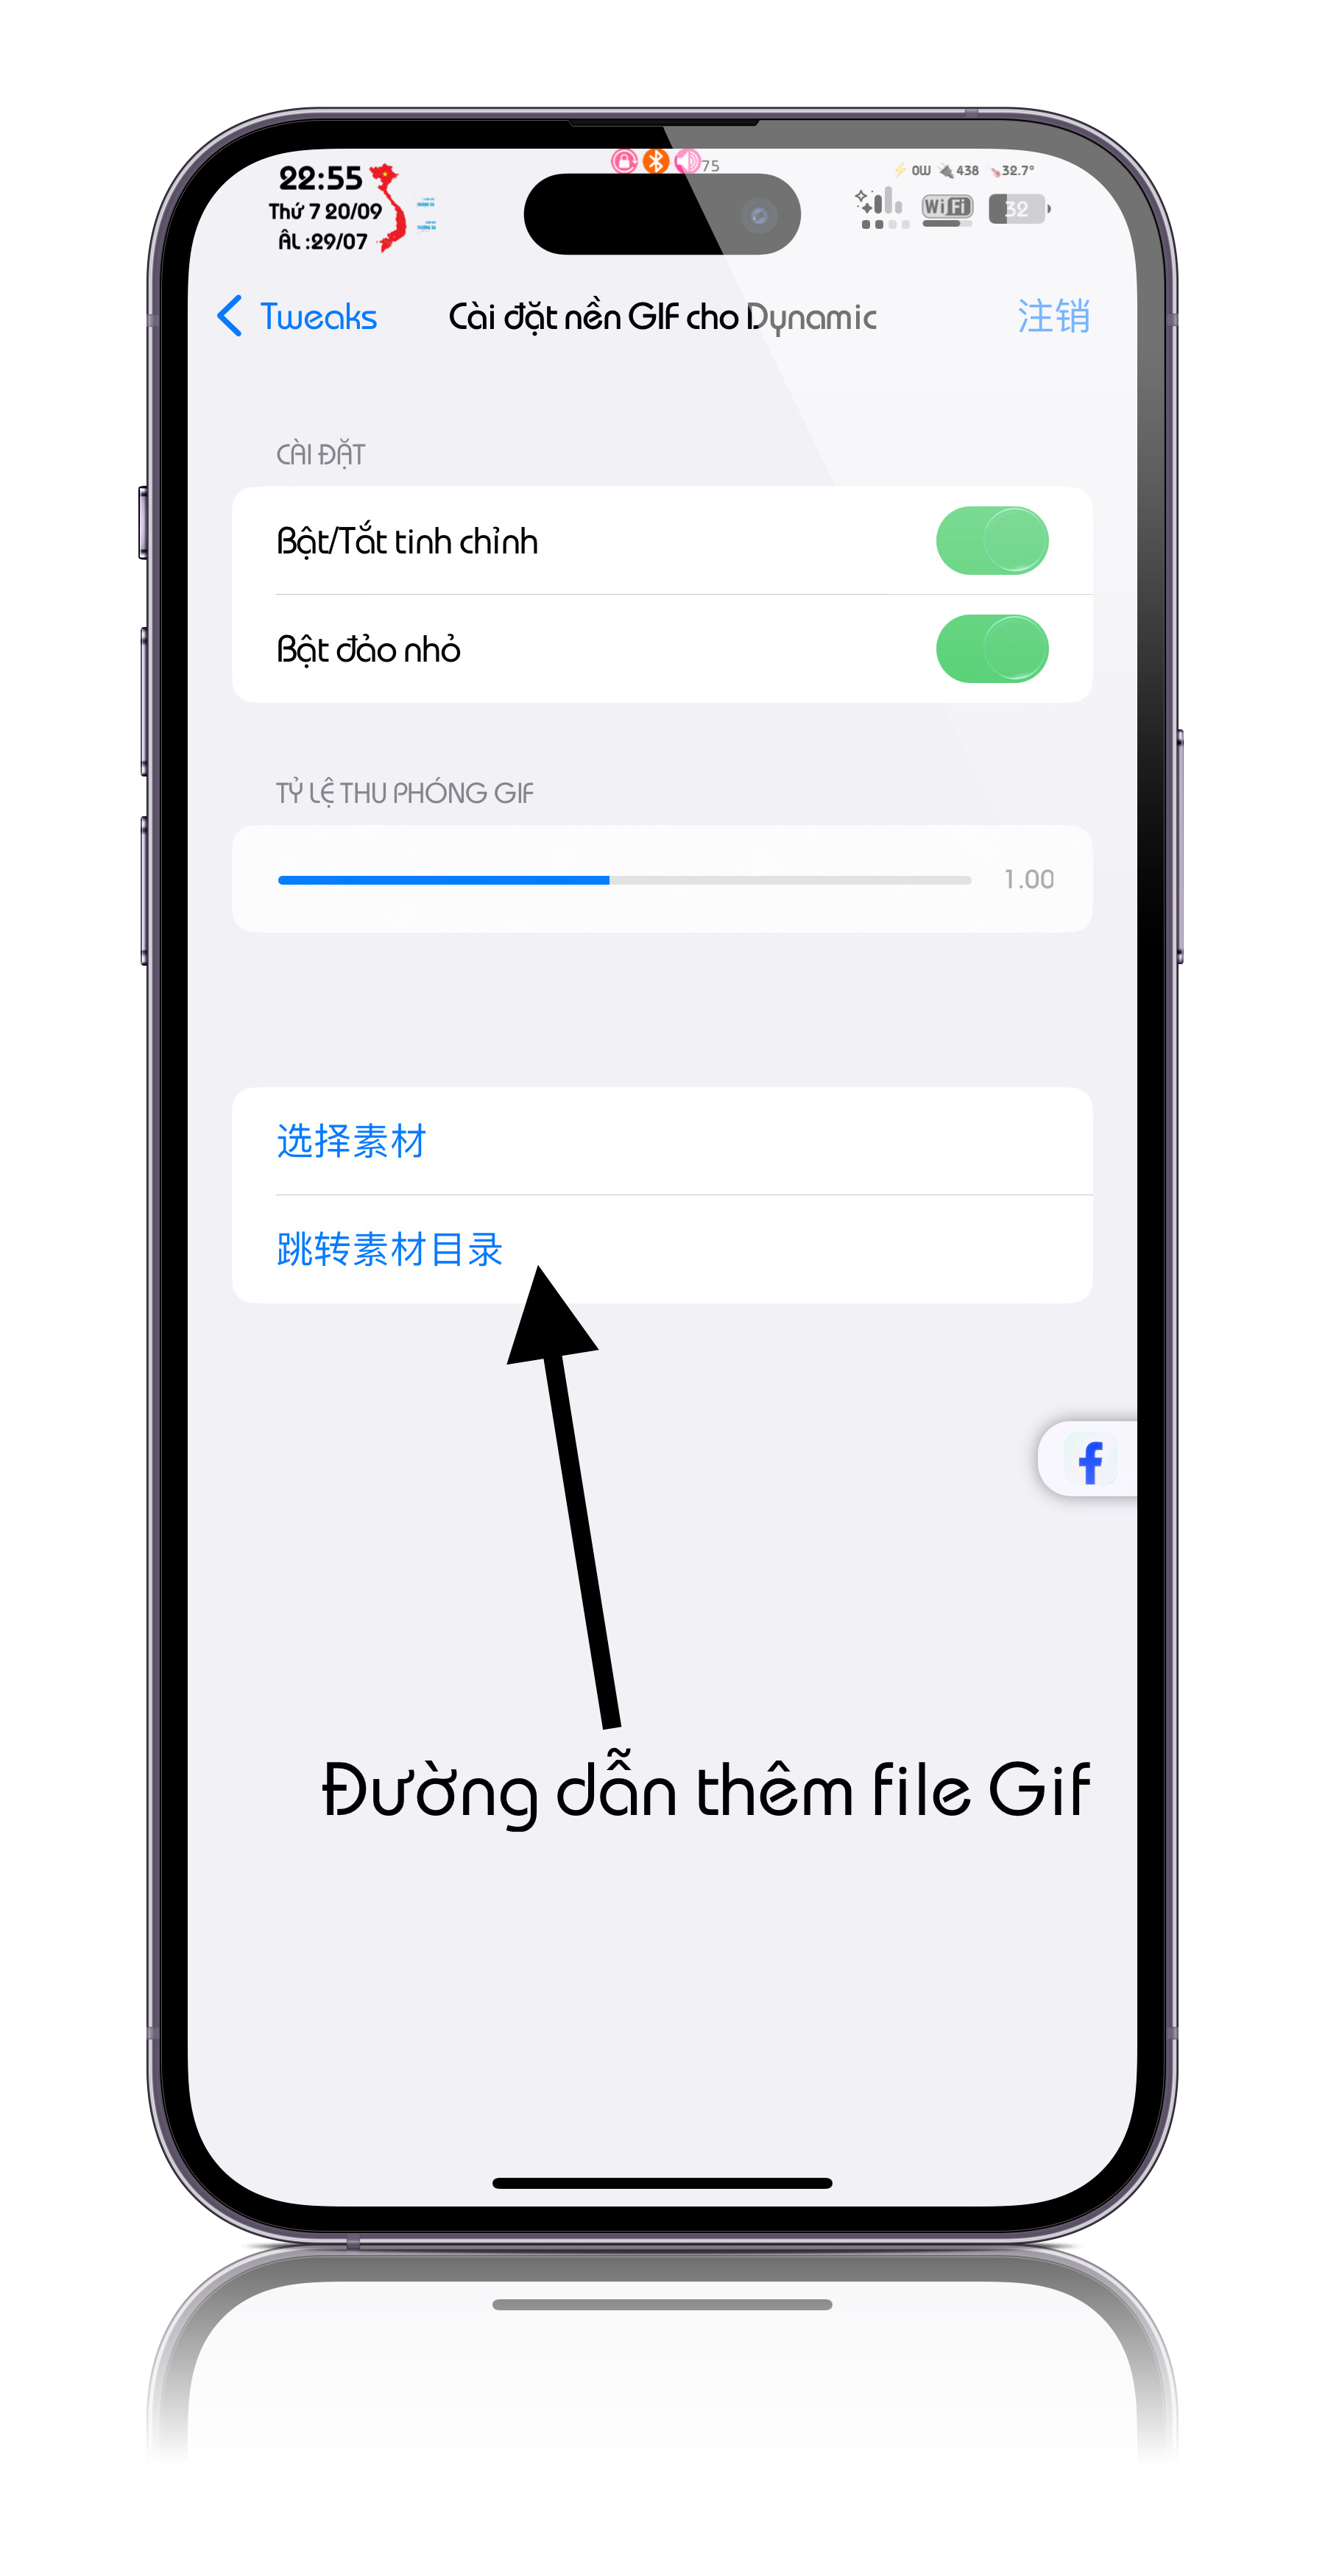 22:55
Thứ 7 20/09
ÂL :29/07
75
0W 438 32.7°
WiFi
32
Tweaks
Cài đặt nền GIF cho Dynamic
注销
CÀI ĐẶT
Bật/Tắt tinh chỉnh
Bật đảo nhỏ
TỶ LỆ THU PHÓNG GIF
1.00
选择素材
跳转素材目录
f
Đường dẫn thêm file Gif